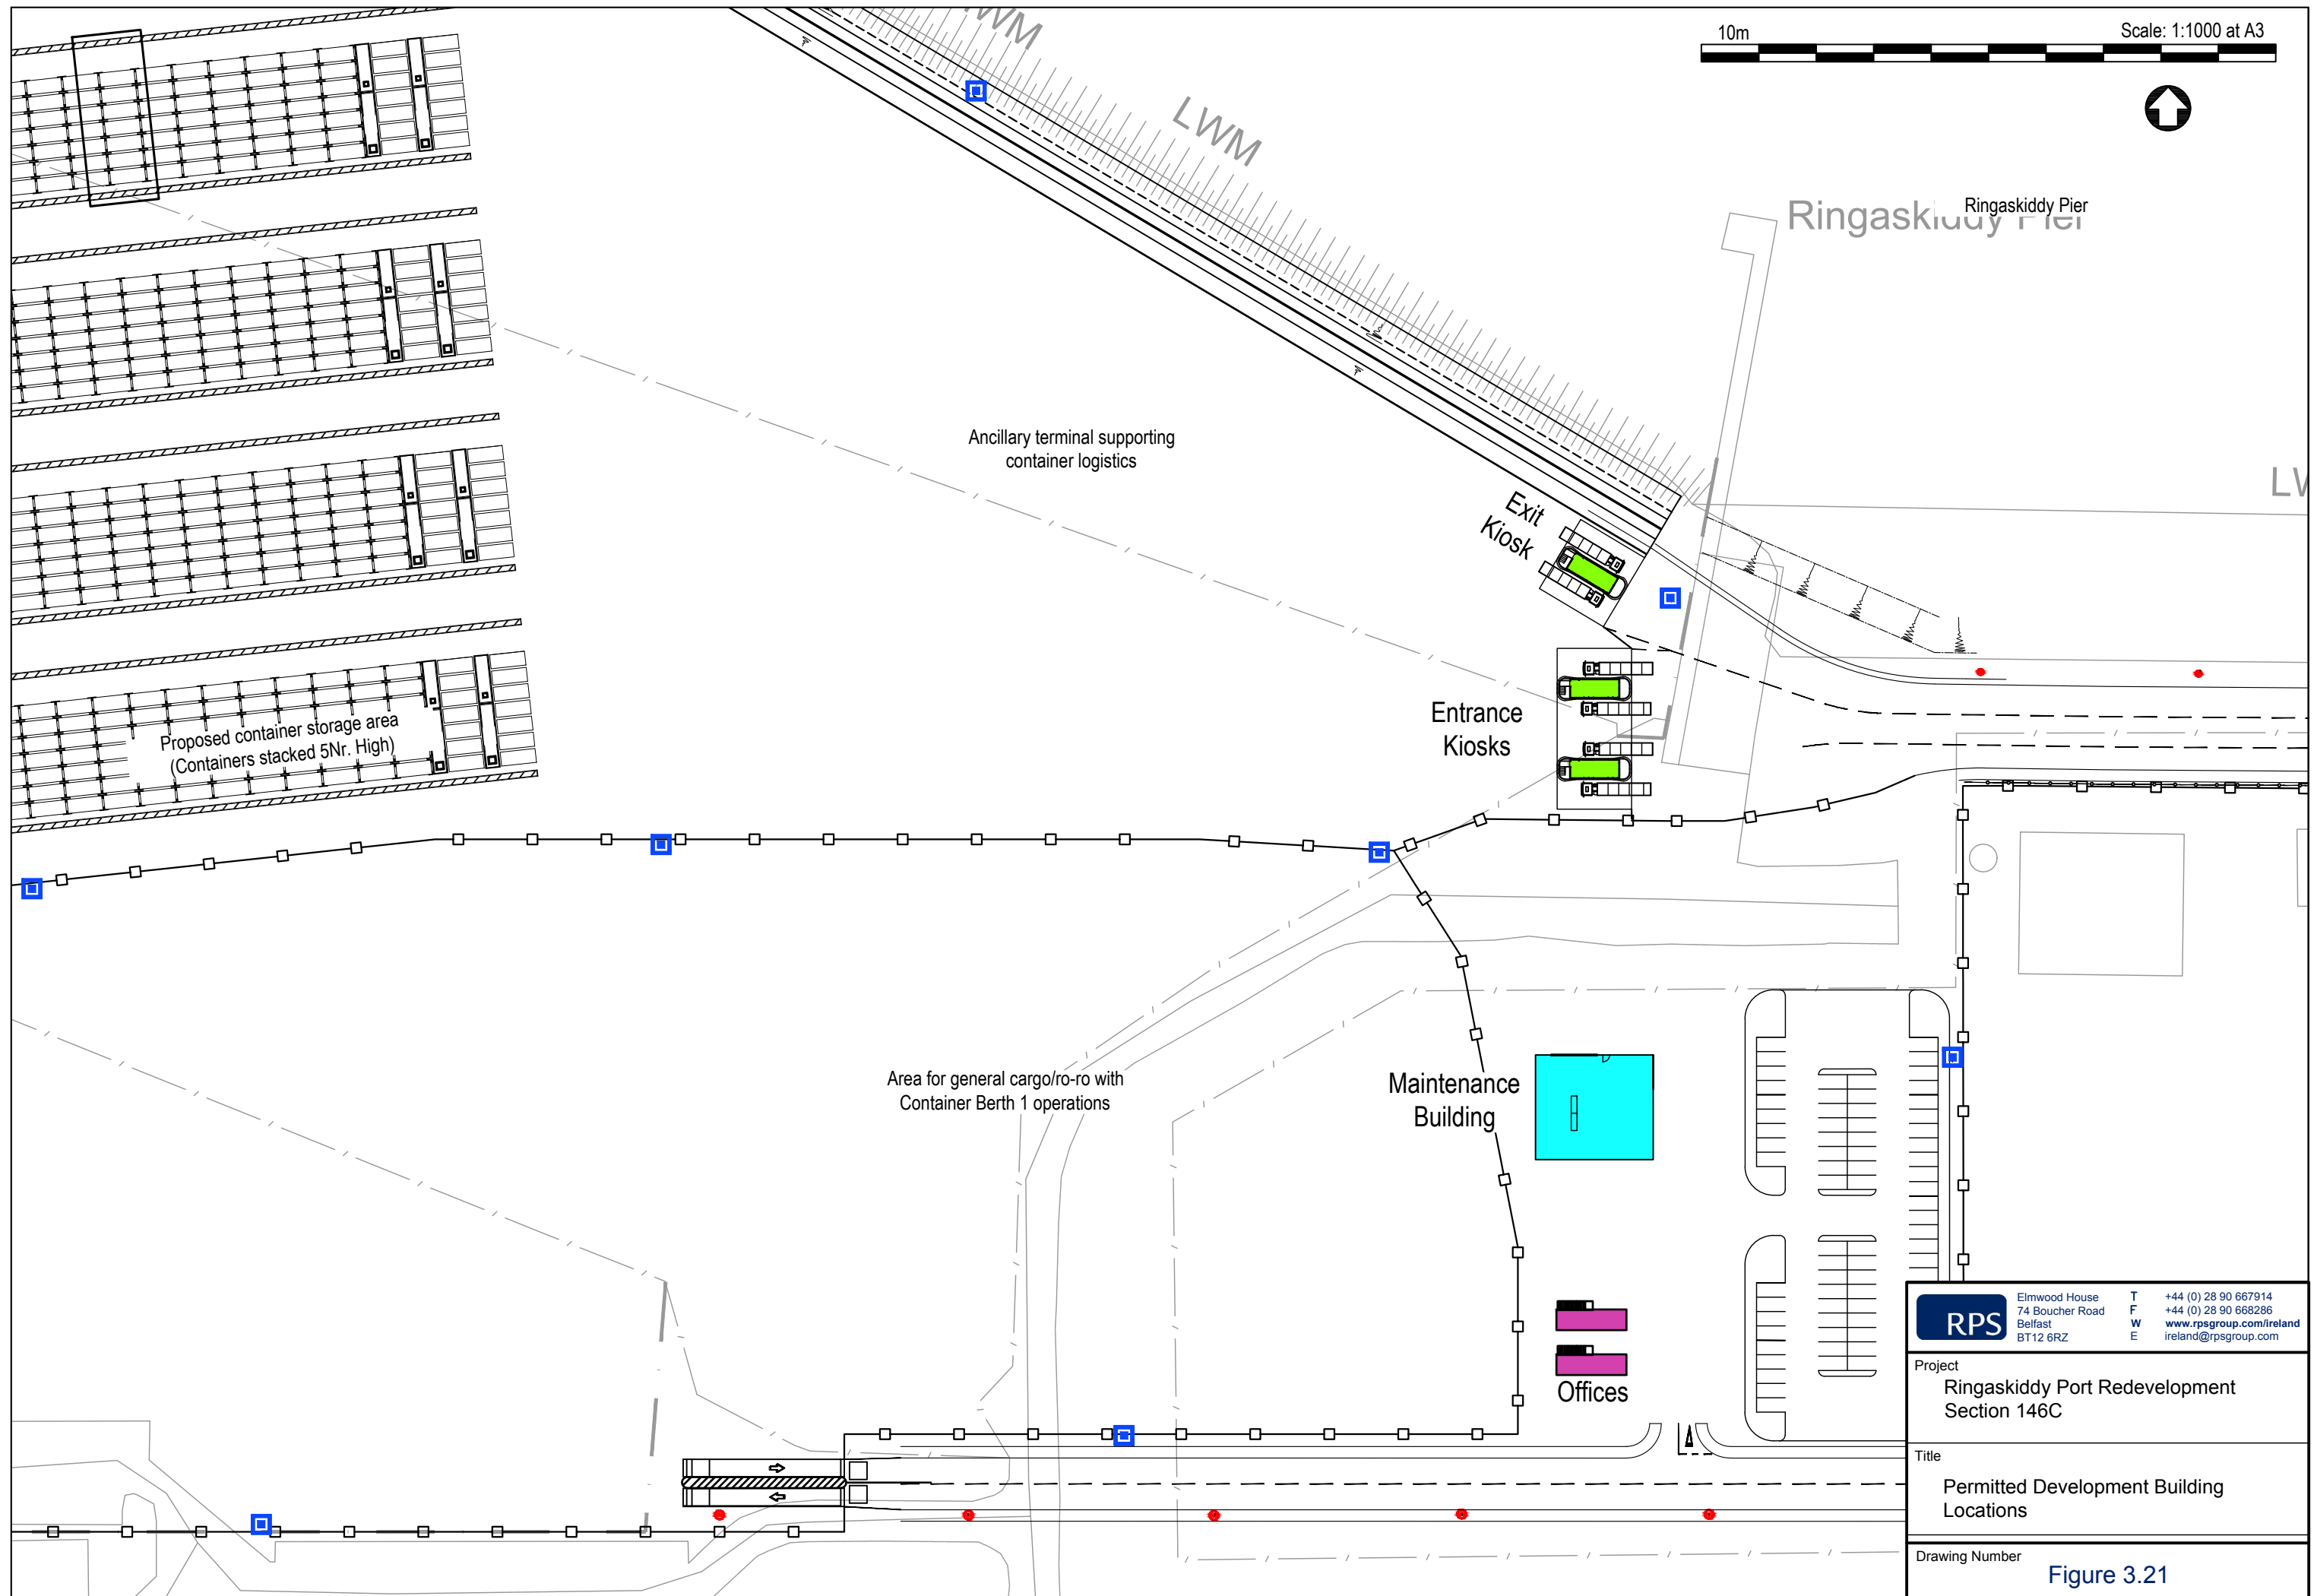 LWM
10m
Scale: 1:1000 at A3
LWM
Ringaskiddy Pier
Ringaskiddy Pier
Ancillary terminal supporting
container logistics
LW
Exit
Kiosk
Entrance
Kiosks
Proposed container storage area
(Containers stacked 5Nr. High)
Area for general cargo/ro-ro with
Container Berth 1 operations
Maintenance
Building
Offices
RPS
Elmwood House T +44 (0) 28 90 667914
74 Boucher Road F +44 (0) 28 90 668286
Belfast W www.rpsgroup.com/ireland
BT12 6RZ E ireland@rpsgroup.com
Project
Ringaskiddy Port Redevelopment
Section 146C
Title
Permitted Development Building
Locations
Drawing Number
Figure 3.21